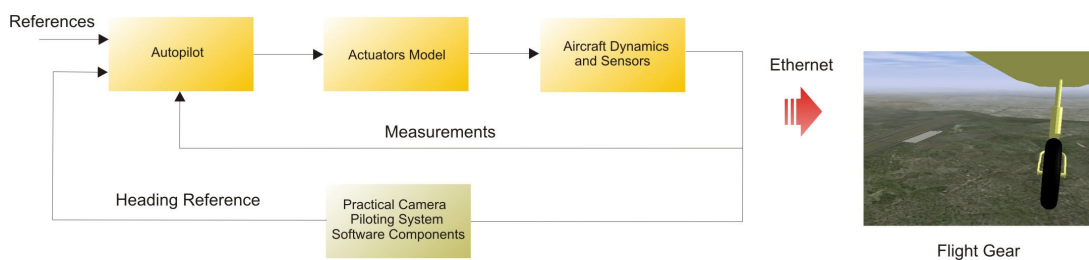 References
Autopilot
Actuators Model
Aircraft Dynamics
and Sensors
Ethernet
Measurements
Heading Reference
Practical Camera
Piloting System
Software Components
Flight Gear